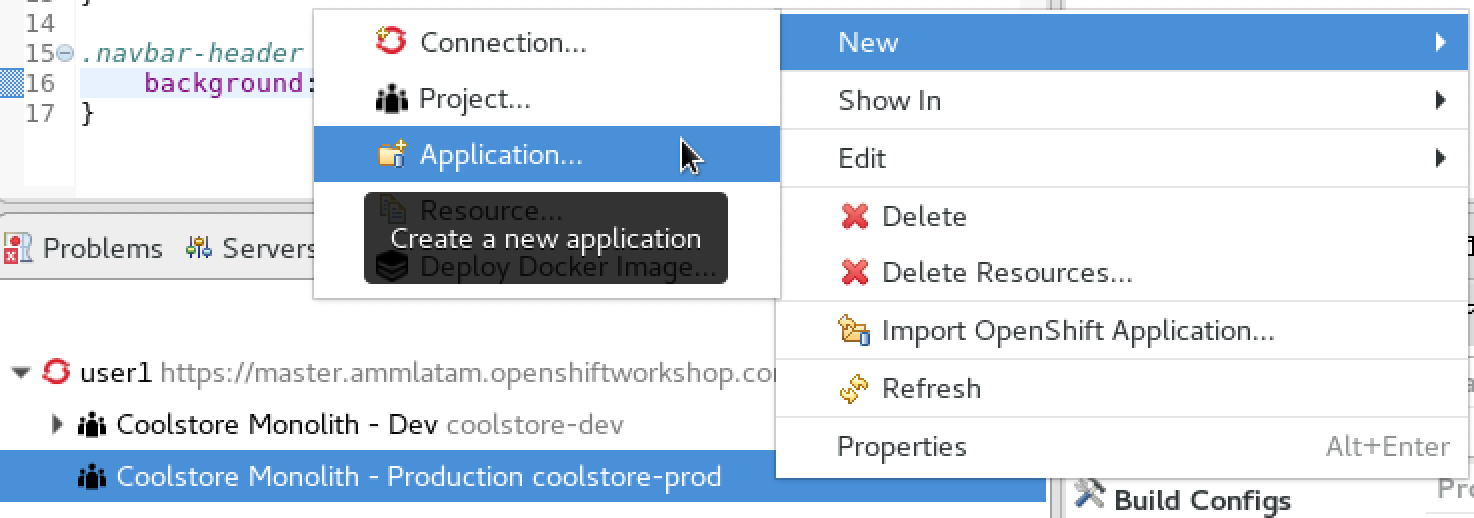 14
15 .navbar-header
16 background:
17 }
Connection...
Project...
Application...
Resource...
Create a new application
Deploy Docker Image...
New
Show In
Edit
Delete
Delete Resources...
Import OpenShift Application...
Refresh
Properties Alt+Enter
Problems Servers
user1 https://master.ammlatam.openshiftworkshop.co
Coolstore Monolith - Dev coolstore-dev
Coolstore Monolith - Production coolstore-prod
Build Configs
Pro